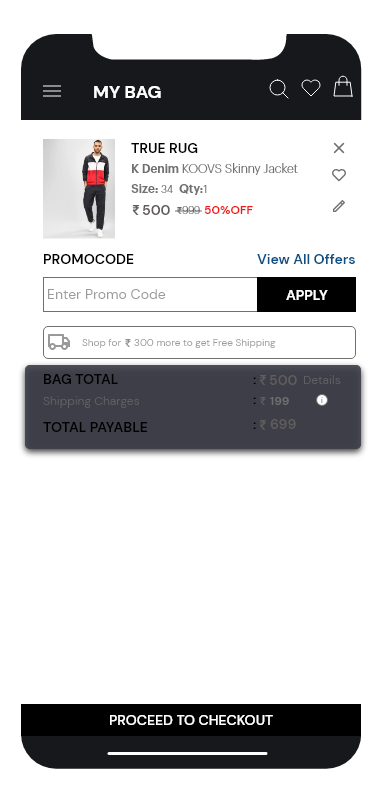 MY BAG
TRUE RUG
K Denim KOOVS Skinny Jacket
Size: 34 Qty:1
₹ 500 ₹999 50%OFF
PROMOCODE View All Offers
Enter Promo Code APPLY
Shop for ₹ 300 more to get Free Shipping
BAG TOTAL : ₹ 500 Details
Shipping Charges : ₹ 199
TOTAL PAYABLE : ₹ 699
PROCEED TO CHECKOUT